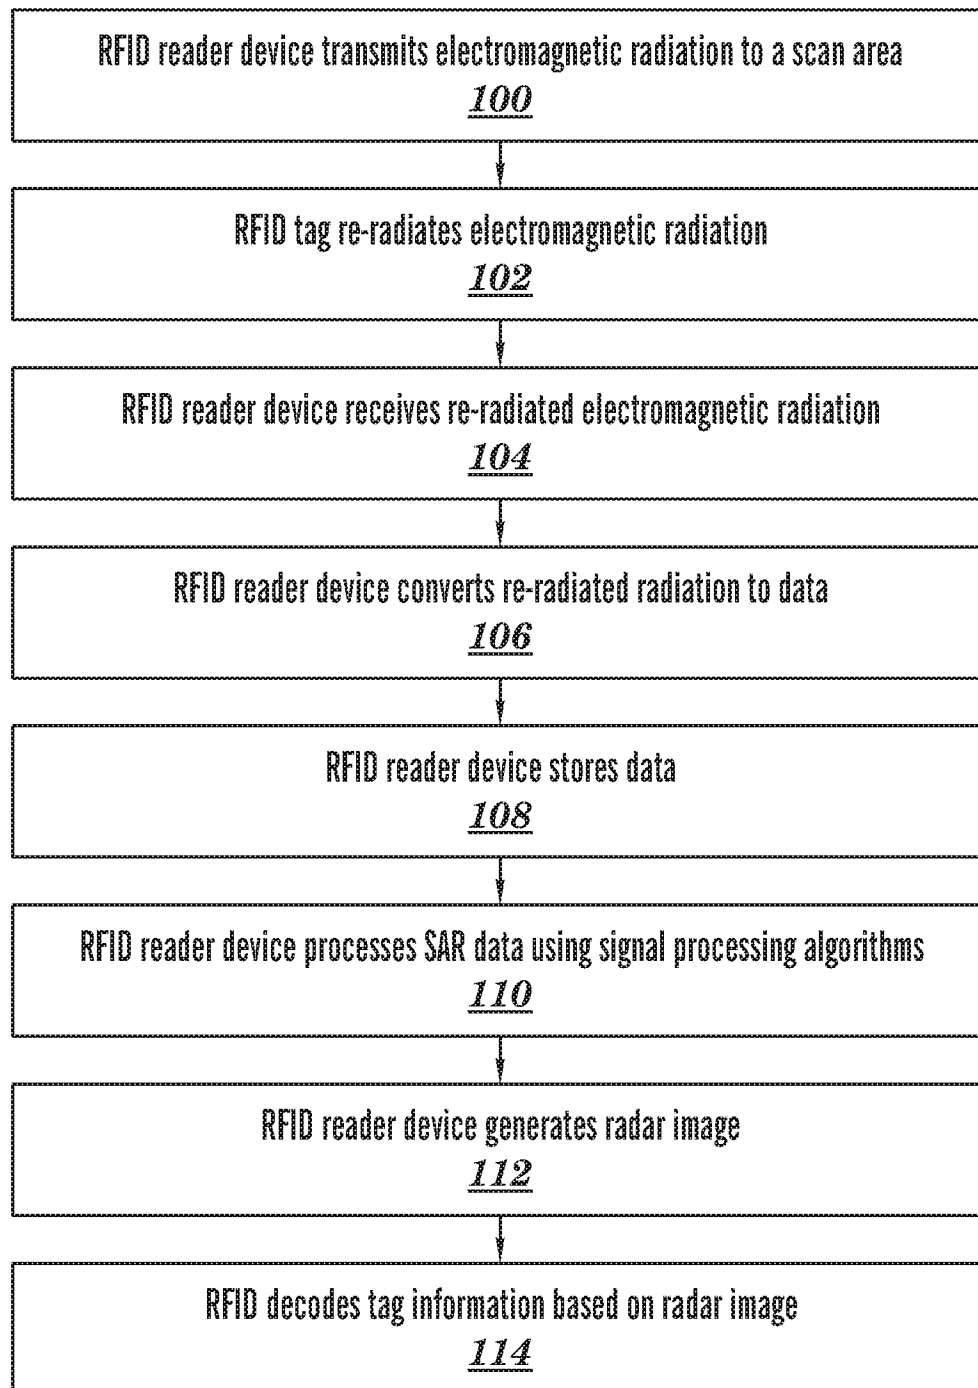 RFID reader device transmits electromagnetic radiation to a scan area
100
RFID tag re-radiates electromagnetic radiation
102
RFID reader device receives re-radiated electromagnetic radiation
104
RFID reader device converts re-radiated radiation to data
106
RFID reader device stores data
108
RFID reader device processes SAR data using signal processing algorithms
110
RFID reader device generates radar image
112
RFID decodes tag information based on radar image
114